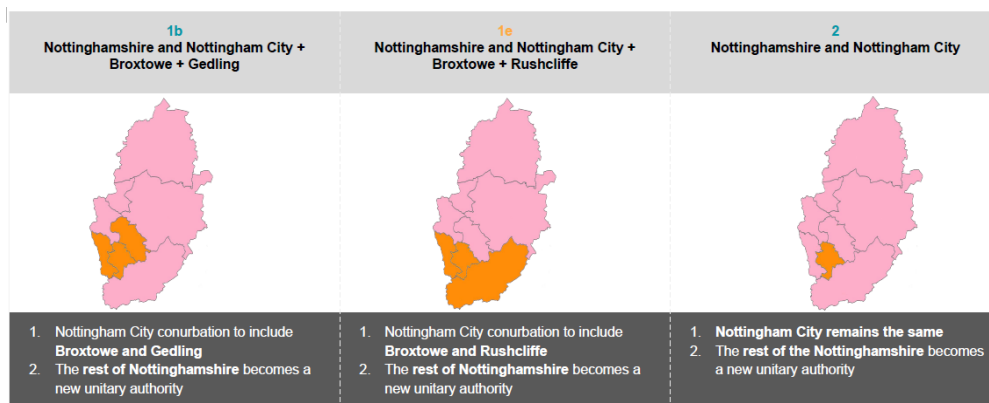 1b
Nottinghamshire and Nottingham City +
Broxtowe + Gedling
1e
Nottinghamshire and Nottingham City +
Broxtowe + Rushcliffe
2
Nottinghamshire and Nottingham City
1. Nottingham City conurbation to include
Broxtowe and Gedling
2. The rest of Nottinghamshire becomes a
new unitary authority
1. Nottingham City conurbation to include
Broxtowe and Rushcliffe
2. The rest of Nottinghamshire becomes a
new unitary authority
1. Nottingham City remains the same
2. The rest of the Nottinghamshire becomes
a new unitary authority